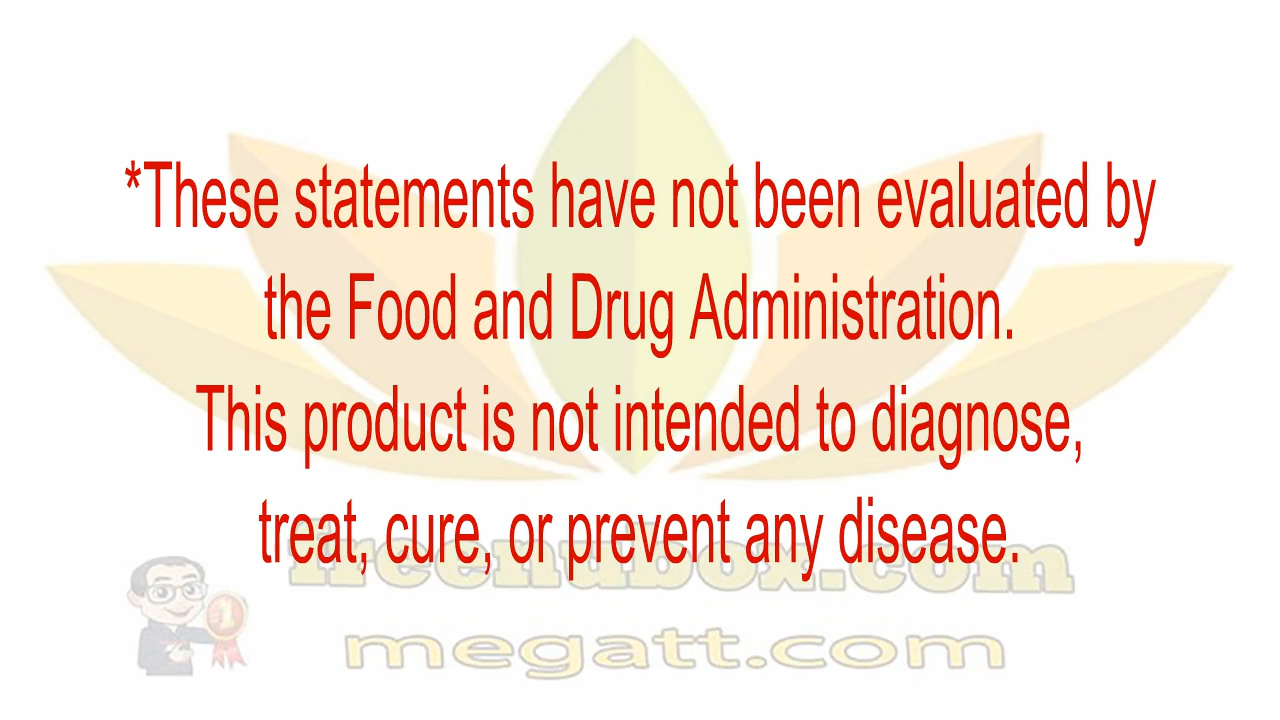 *These statements have not been evaluated by
the Food and Drug Administration.
This product is not intended to diagnose,
treat, cure, or prevent any disease.
1
megatt.com